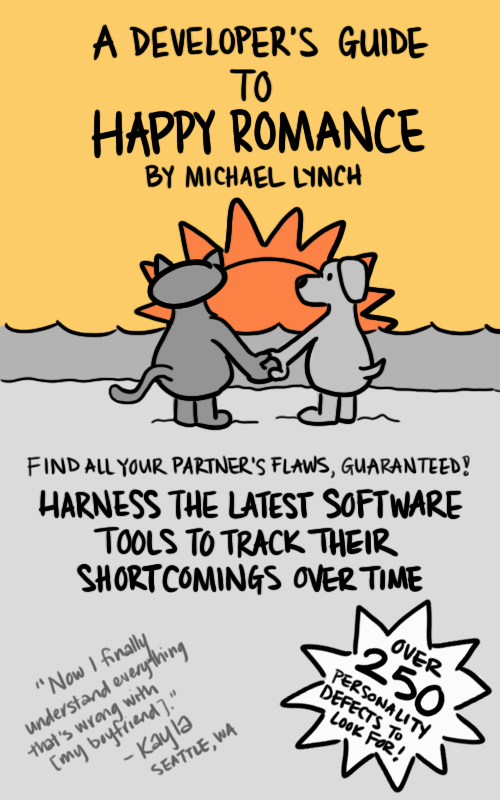 A DEVELOPER'S GUIDE
TO
HAPPY ROMANCE
BY MICHAEL LYNCH
FIND ALL YOUR PARTNER'S FLAWS, GUARANTEED!
HARNESS THE LATEST SOFTWARE
TOOLS TO TRACK THEIR
SHORTCOMINGS OVER TIME
"Now I finally
understand everything
that's wrong with
[my boyfriend]."
- Kayla
SEATTLE, WA
OVER
250
PERSONALITY
DEFECTS TO
LOOK FOR!